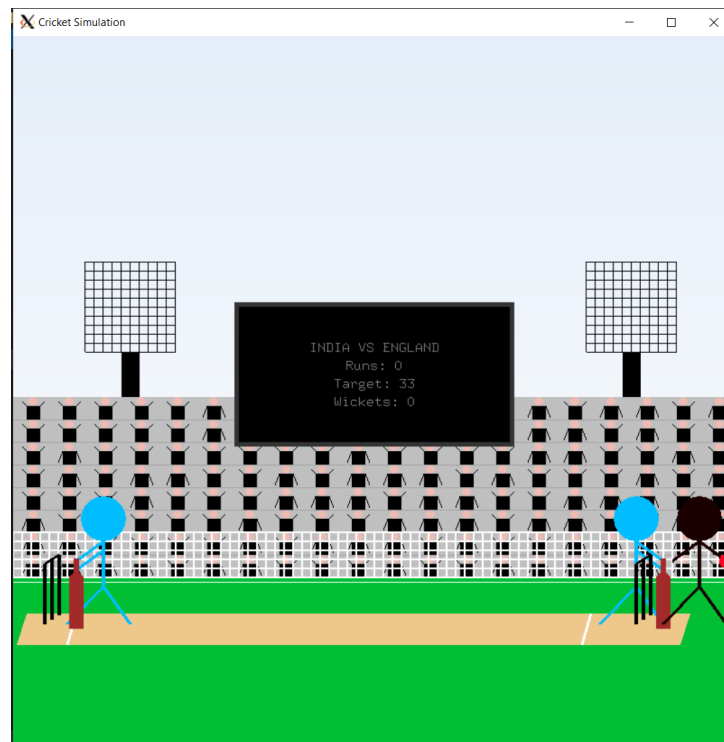 Cricket Simulation
INDIA VS ENGLAND
Runs: 0
Target: 33
Wickets: 0